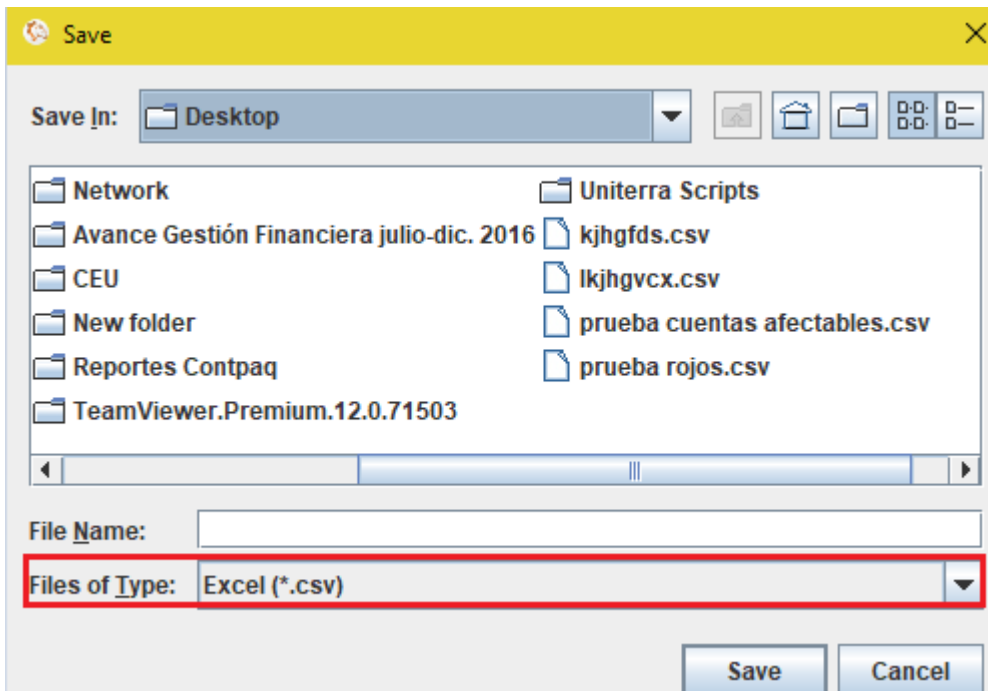 Save
Save In: Desktop
Network
Avance Gestión Financiera julio-dic. 2016
CEU
New folder
Reportes Contpaq
TeamViewer.Premium.12.0.71503
Uniterra Scripts
kjhgfds.csv
lkjhgvcx.csv
prueba cuentas afectables.csv
prueba rojos.csv
File Name:
Files of Type: Excel (*.csv)
Save Cancel